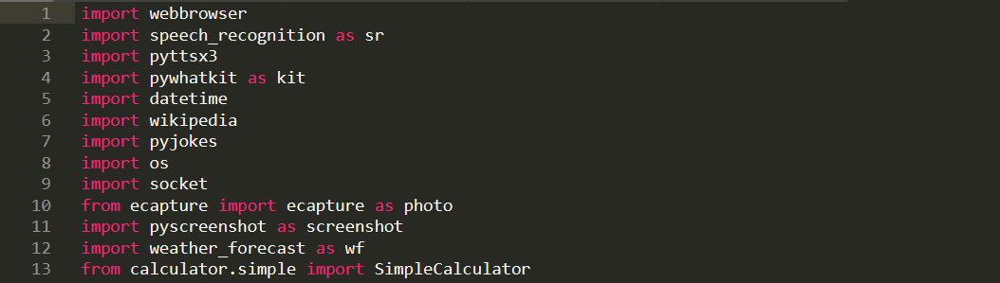 1 import webbrowser
2 import speech_recognition as sr
3 import pyttsx3
4 import pywhatkit as kit
5 import datetime
6 import wikipedia
7 import pyjokes
8 import os
9 import socket
10 from ecapture import ecapture as photo
11 import pyscreenshot as screenshot
12 import weather_forecast as wf
13 from calculator.simple import SimpleCalculator